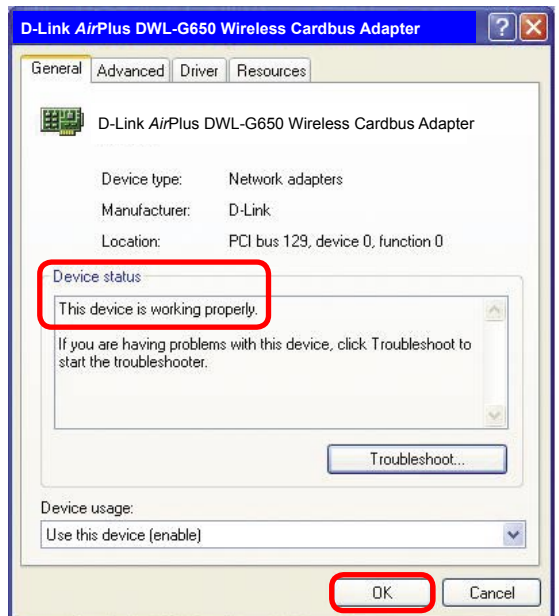 D-Link AirPlus DWL-G650 Wireless Cardbus Adapter
General Advanced Driver Resources
D-Link AirPlus DWL-G650 Wireless Cardbus Adapter
Device type: Network adapters
Manufacturer: D-Link
Location: PCI bus 129, device 0, function 0
Device status
This device is working properly.
If you are having problems with this device, click Troubleshoot to
start the troubleshooter.
Troubleshoot...
Device usage:
Use this device (enable)
OK Cancel